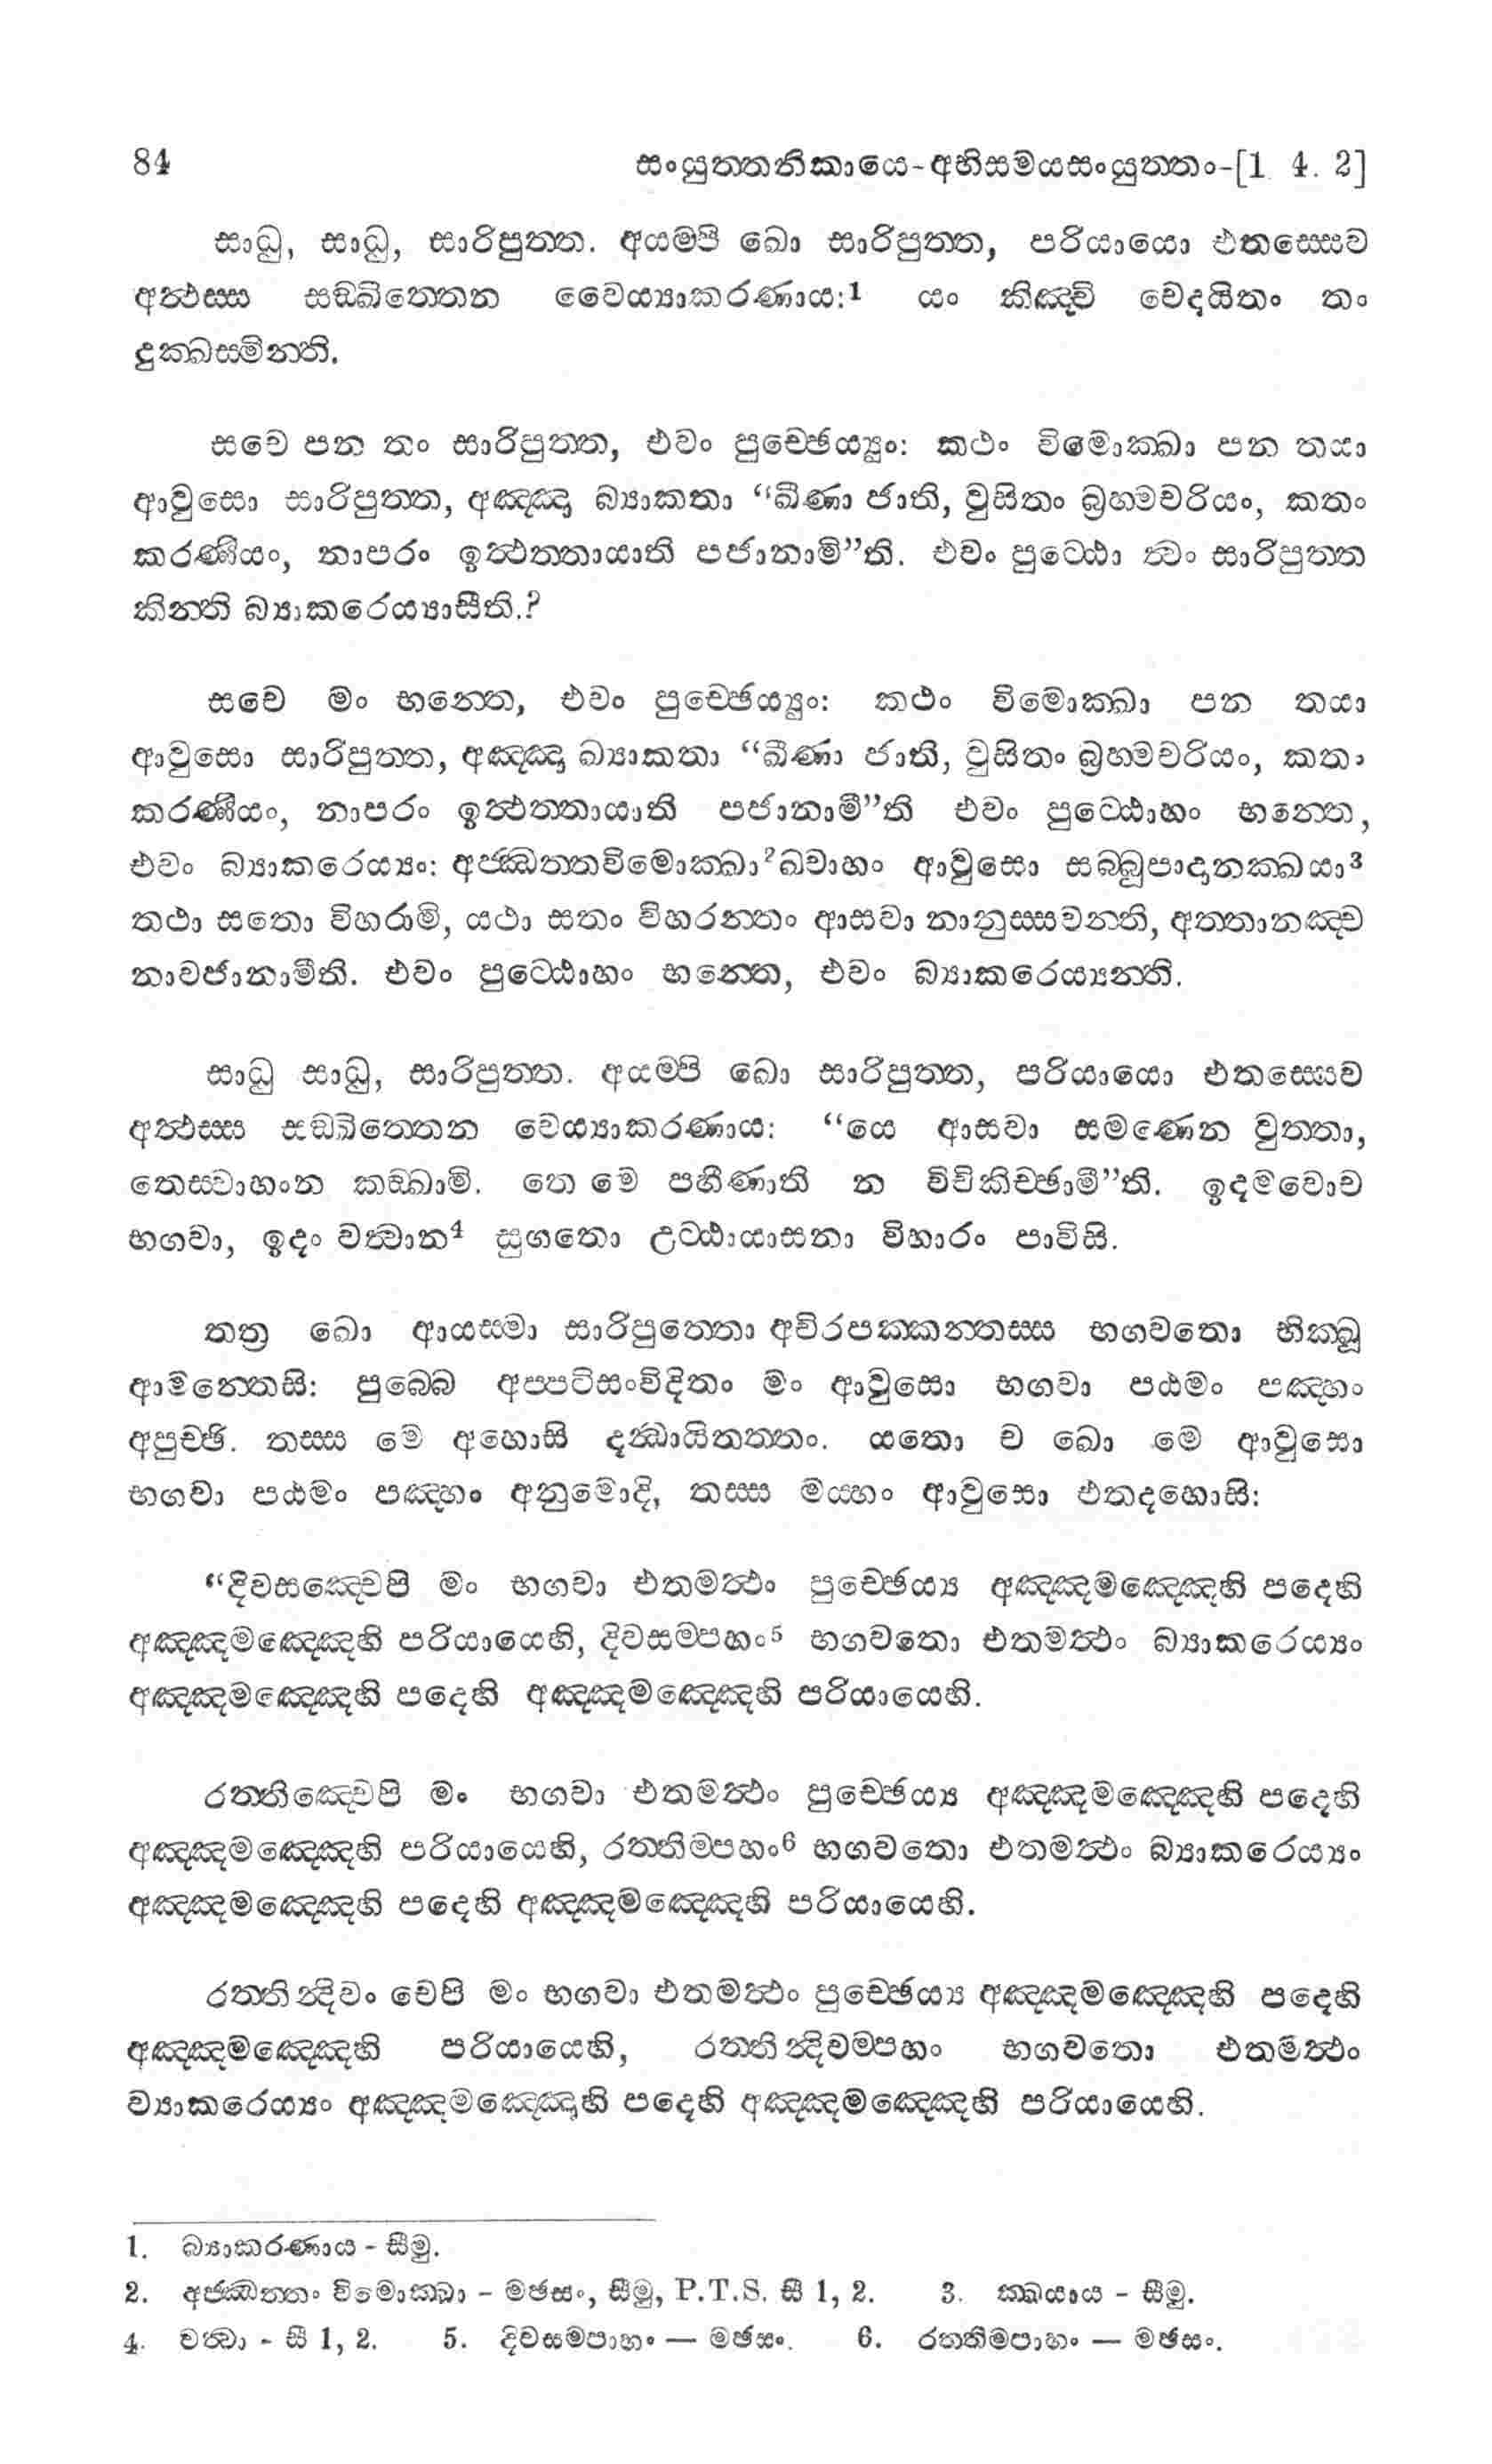 84 සංයුත්තනිකායෙ-අභිසමයසංයුත්තං-[1 4. 2]
සාධු, සාධු, සාරිපුත්ත. අයම්පි ඛො සාරිපුත්ත, පරියායො එතස්සෙව
අත්ථස්ස සඞ්ඛිත්තෙන වෙය්‍යාකරණාය:1 යං කිඤ්චි වෙදයිතං තං
දුක්ඛස්මින්ති.
සචෙ පන තං සාරිපුත්ත, එවං පුච්ඡෙය්‍යුං: කථං විමොක්ඛා පන තයා
ආවුසො සාරිපුත්ත, අඤ්ඤා බ්‍යාකතා “ඛීණා ජාති, වුසිතං බ්‍රහ්මචරියං, කතං
කරණීයං, නාපරං ඉත්ථත්තායාති පජානාමි”ති. එවං පුට්ඨො ත්වං සාරිපුත්ත
කින්ති බ්‍යාකරෙය්‍යාසීති.?
සචෙ මං භන්තෙ, එවං පුච්ඡෙය්‍යුං: කථං විමොක්ඛා පන තයා
ආවුසො සාරිපුත්ත, අඤ්ඤා ඛ්‍යාකතා “ඛීණා ජාති, වුසිතං බ්‍රහ්මචරියං, කතා
කරණීයං, නාපරං ඉත්ථත්තායාති පජානාමී”ති එවං පුට්ඨොහං භන්තෙ,
එවං බ්‍යාකරෙය්‍යං: අජ්ඣත්තවිමොක්ඛා2ඛ්වාහං ආවුසො සබ්බූපාදානක්ඛයා3
තථා සතො විහරාමි, යථා සතං විහරන්තං ආසවා නානුස්සවන්ති, අත්තානඤ්ච
නාවජානාමීති. එවං පුට්ඨොහං භන්තෙ, එවං බ්‍යාකරෙය්‍යන්ති.
සාධු සාධු, සාරිපුත්ත. අයම්පි ඛො සාරිපුත්ත, පරියායො එතස්සෙව
අත්ථස්ස සඞ්ඛිත්තෙන වෙය්‍යාකරණාය: “යෙ ආසවා සමණෙන වුත්තා,
තෙස්වාහංන කඞ්ඛාමි. තෙ මෙ පහීණාති න විචිකිච්ඡාමී”ති. ඉදමවොච
භගවා, ඉදං වත්වාන4 සුගතො උට්ඨායාසනා විහාරං පාවිසි.
තත්‍ර ඛො ආයස්මා සාරිපුත්තො අචිරපක්කන්තස්ස භගවතො භික්ඛූ
ආමන්තෙසි: පුබ්බෙ අප්පටිසංවිදිතං මං ආවුසො භගවා පඨමං පඤ්හං
අපුච්ඡි. තස්ස මෙ අහොසි දන්ධායිතත්තං. යතො ච ඛො මෙ ආවුසො
භගවා පඨමං පඤ්හං අනුමොදි, තස්ස මය්හං ආවුසො එතදහොසි:
“දිවසඤ්චෙපි මං භගවා එතමත්ථං පුච්ඡෙය්‍ය අඤ්ඤමඤ්ඤෙහි පදෙහි
අඤ්ඤමඤ්ඤෙහි පරියායෙහි, දිවසම්පහං5 භගවතො එතමත්ථං බ්‍යාකරෙය්‍යං
අඤ්ඤමඤ්ඤෙහි පදෙහි අඤ්ඤමඤ්ඤෙහි පරියායෙහි.
රත්තිඤ්චෙපි මං භගවා එතමත්ථං පුච්ඡෙය්‍ය අඤ්ඤමඤ්ඤෙහි පදෙහි
අඤ්ඤමඤ්ඤෙහි පරියායෙහි, රත්තිම්පහං6 භගවතො එතමත්ථං බ්‍යාකරෙය්‍යං
අඤ්ඤමඤ්ඤෙහි පදෙහි අඤ්ඤමඤ්ඤෙහි පරියායෙහි.
රත්තින්දිවං චෙපි මං භගවා එතමත්ථං පුච්ඡෙය්‍ය අඤ්ඤමඤ්ඤෙහි පදෙහි
අඤ්ඤමඤ්ඤෙහි පරියායෙහි, රත්තින්දිවම්පහං භගවතො එතමත්ථං
ව්‍යාකරෙය්‍යං අඤ්ඤමඤ්ඤෙහි පදෙහි අඤ්ඤමඤ්ඤෙහි පරියායෙහි.
1. බ්‍යාකරණාය - සීමු.
2. අජ්ඣත්තං විමොක්ඛා - මඡසං, සීමු, P.T.S. සී 1, 2. 3. ක්ඛයාය - සීමු.
4. වත්වා - සී 1, 2. 5. දිවසම්පාහං — මඡසං. 6. රත්තිම්පාහං — මඡසං.